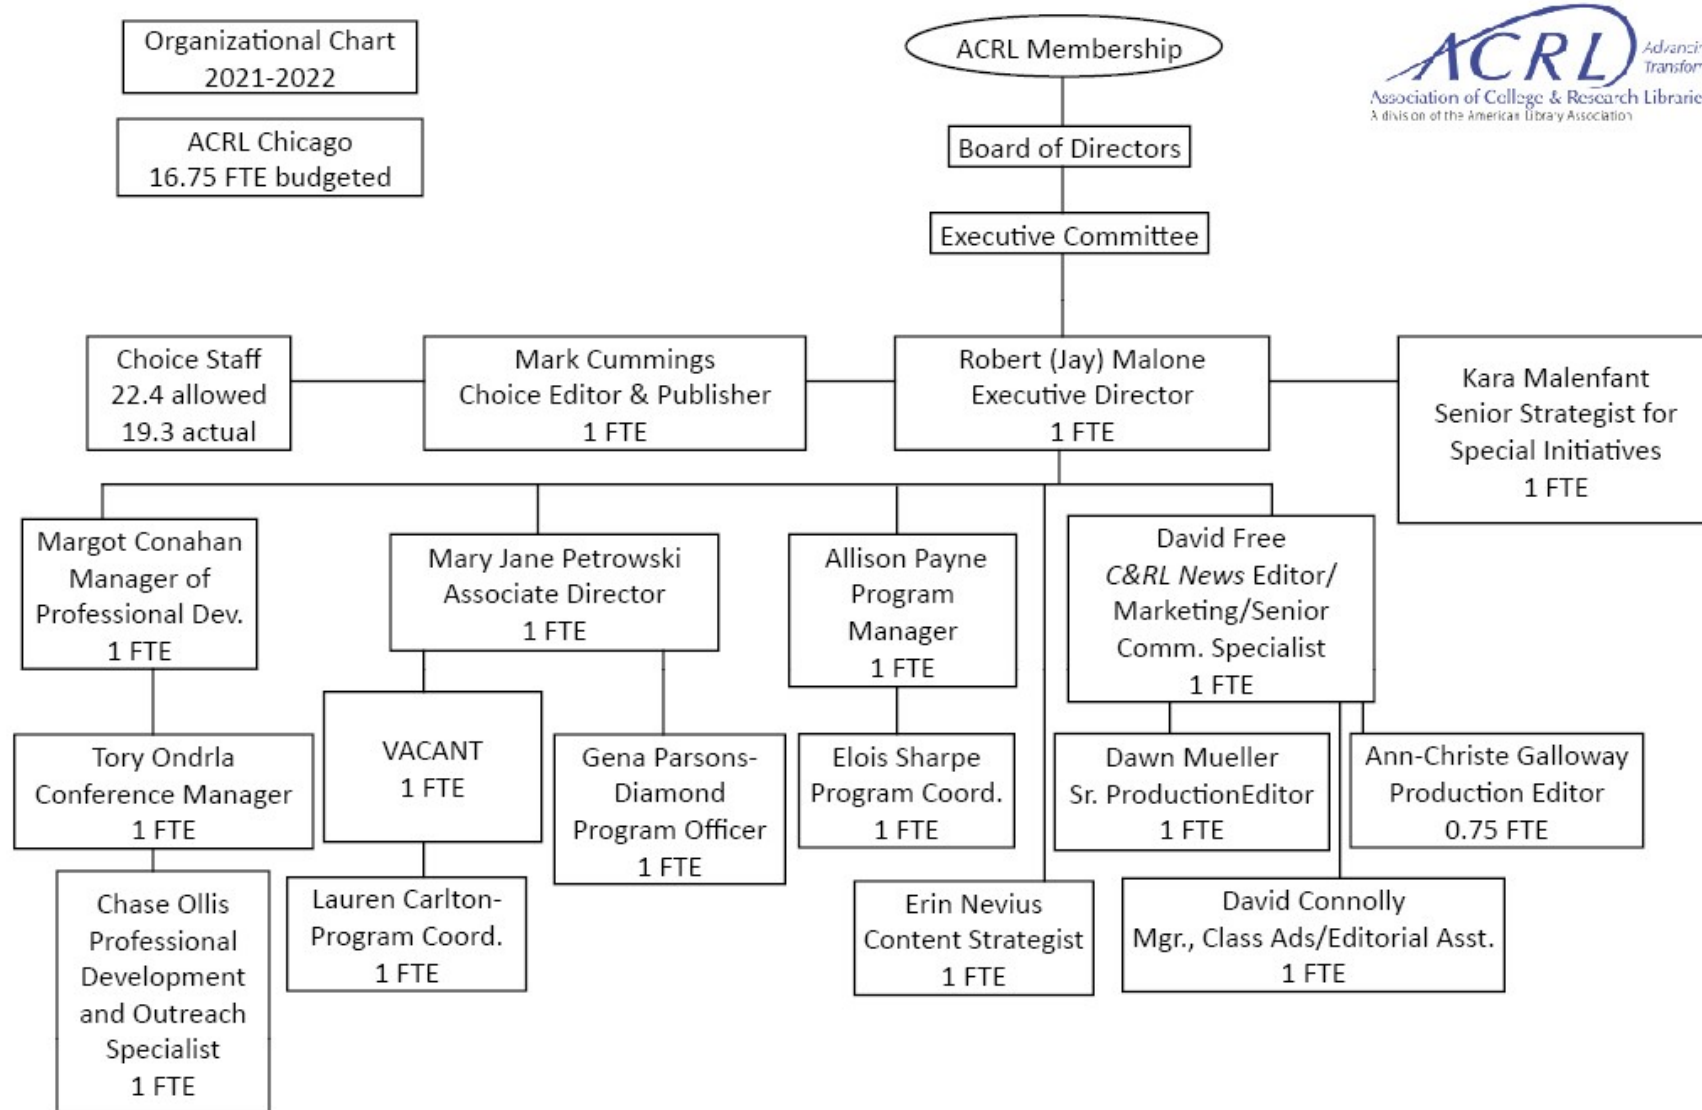 Organizational Chart
2021-2022
ACRL Chicago
16.75 FTE budgeted
ACRL Membership
ACRL
Association of College & Research Librarie
A division of the American Library Association
Board of Directors
Executive Committee
Choice Staff
22.4 allowed
19.3 actual
Mark Cummings
Choice Editor & Publisher
1 FTE
Robert (Jay) Malone
Executive Director
1 FTE
Kara Malenfant
Senior Strategist for
Special Initiatives
1 FTE
Margot Conahan
Manager of
Professional Dev.
1 FTE
Mary Jane Petrowski
Associate Director
1 FTE
Allison Payne
Program
Manager
1 FTE
David Free
C&RL News Editor/
Marketing/Senior
Comm. Specialist
1 FTE
Tory Ondrla
Conference Manager
1 FTE
VACANT
1 FTE
Gena Parsons-
Diamond
Program Officer
1 FTE
Elois Sharpe
Program Coord.
1 FTE
Dawn Mueller
Sr. ProductionEditor
1 FTE
Ann-Christe Galloway
Production Editor
0.75 FTE
Chase Ollis
Professional
Development
and Outreach
Specialist
1 FTE
Lauren Carlton-
Program Coord.
1 FTE
Erin Nevius
Content Strategist
1 FTE
David Connolly
Mgr., Class Ads/Editorial Asst.
1 FTE